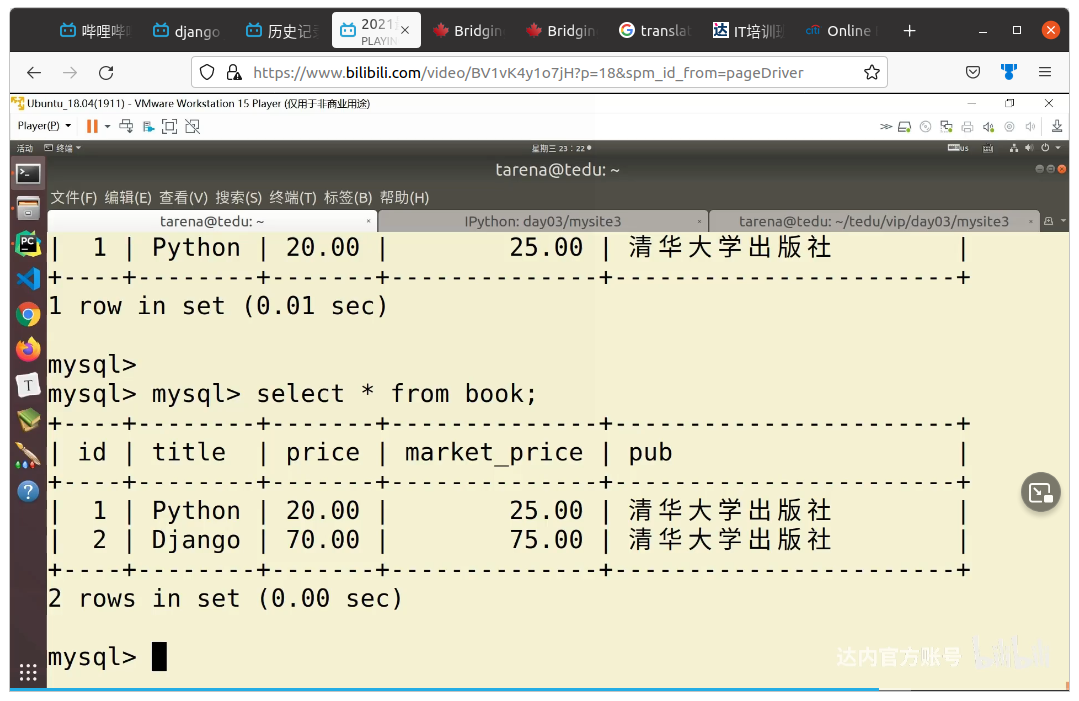 哔哩哔哩
django
历史记录
2021
PLAYIN
Bridgin
Bridgin
translat
IT培训班
Online
https://www.bilibili.com/video/BV1vK4y1o7jH?p=18&spm_id_from=pageDriver
Ubuntu_18.04(1911) - VMware Workstation 15 Player (仅用于非商业用途)
Player(P)
活动 终端 星期三 23：22
tarena@tedu: ~
文件(F) 编辑(E) 查看(V) 搜索(S) 终端(T) 标签(B) 帮助(H)
tarena@tedu: ~ IPython: day03/mysite3 tarena@tedu: ~/tedu/vip/day03/mysite3
| 1 | Python | 20.00 | 25.00 | 清华大学出版社 |
+----+--------+-------+--------------+-----------------------+
1 row in set (0.01 sec)
mysql>
mysql> mysql> select * from book;
+----+--------+-------+--------------+-----------------------+
| id | title | price | market_price | pub |
+----+--------+-------+--------------+-----------------------+
| 1 | Python | 20.00 | 25.00 | 清华大学出版社 |
| 2 | Django | 70.00 | 75.00 | 清华大学出版社 |
+----+--------+-------+--------------+-----------------------+
2 rows in set (0.00 sec)
mysql>
达内官方账号